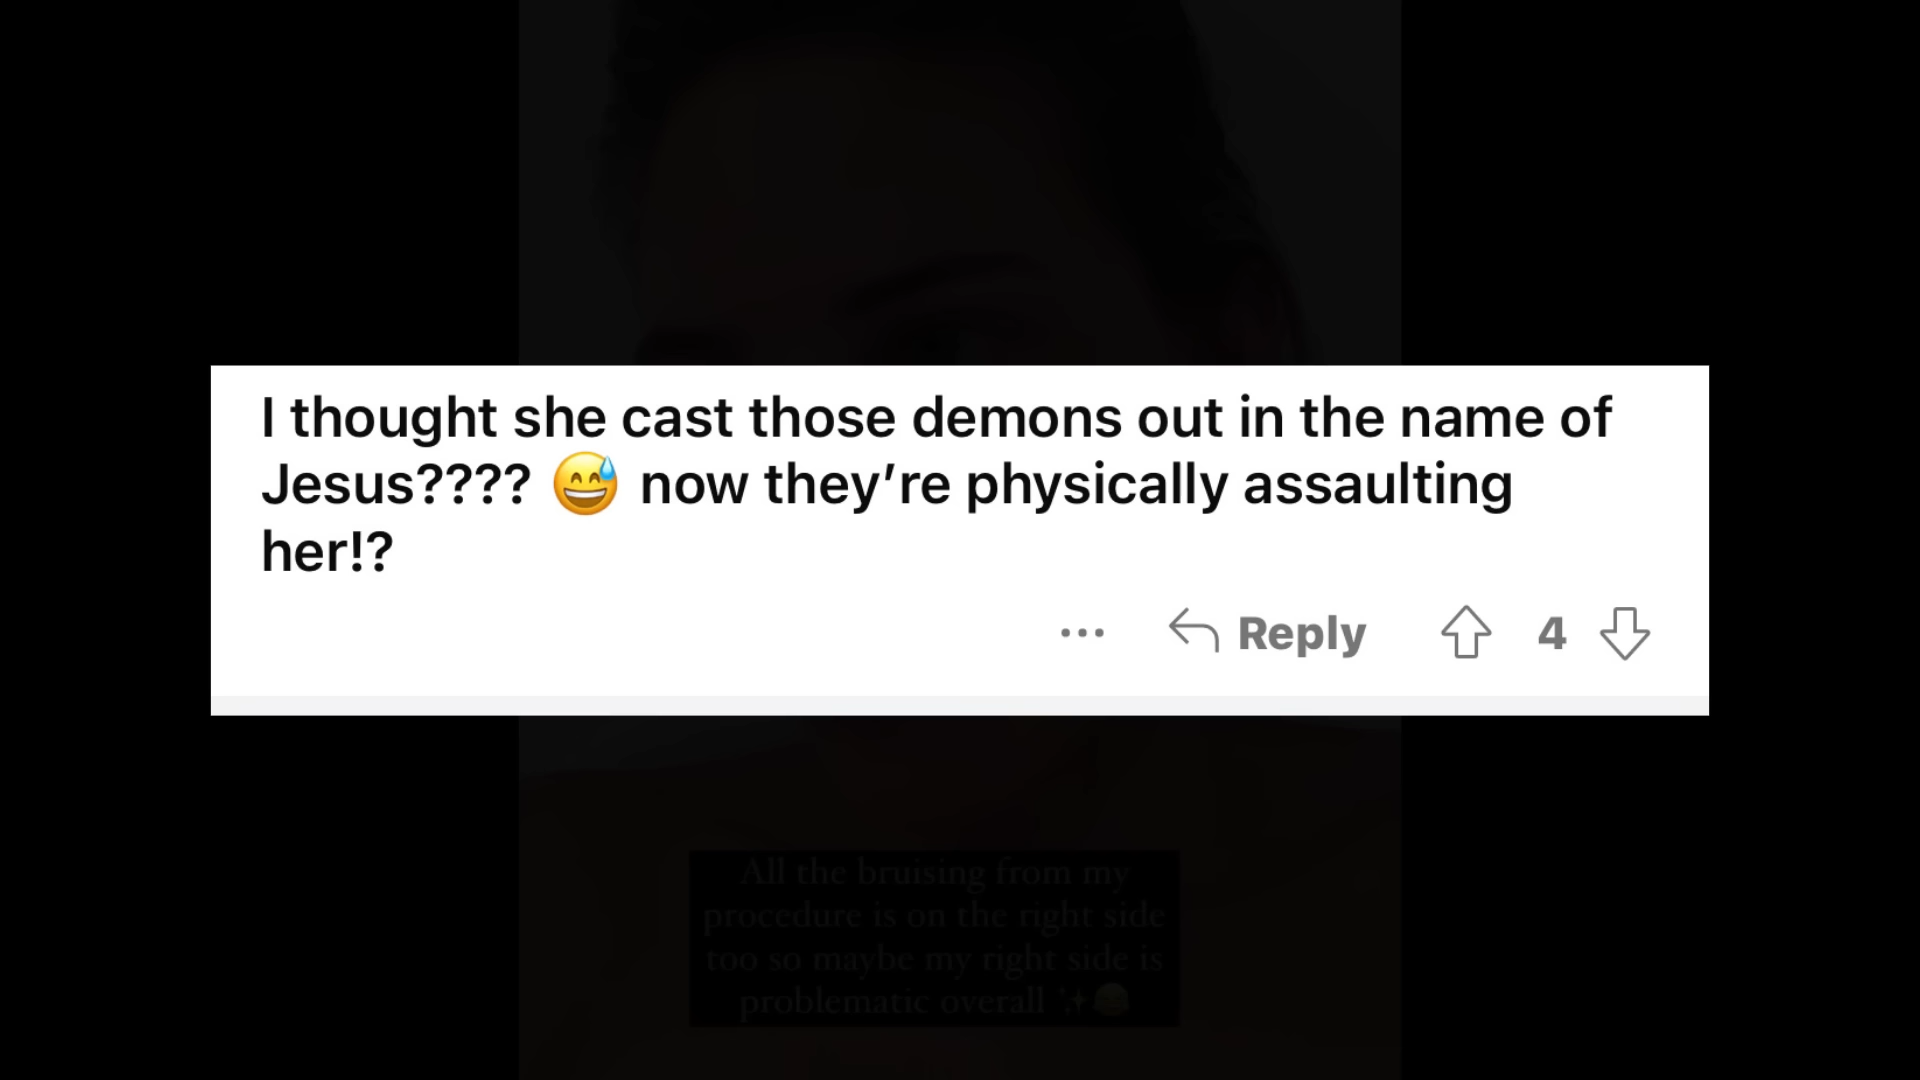 I thought she cast those demons out in the name of
Jesus???? 😅 now they’re physically assaulting
her!?
... Reply 4
All the bruising from my
procedure is on the right side
too so maybe my right side is
problematic overall ✨